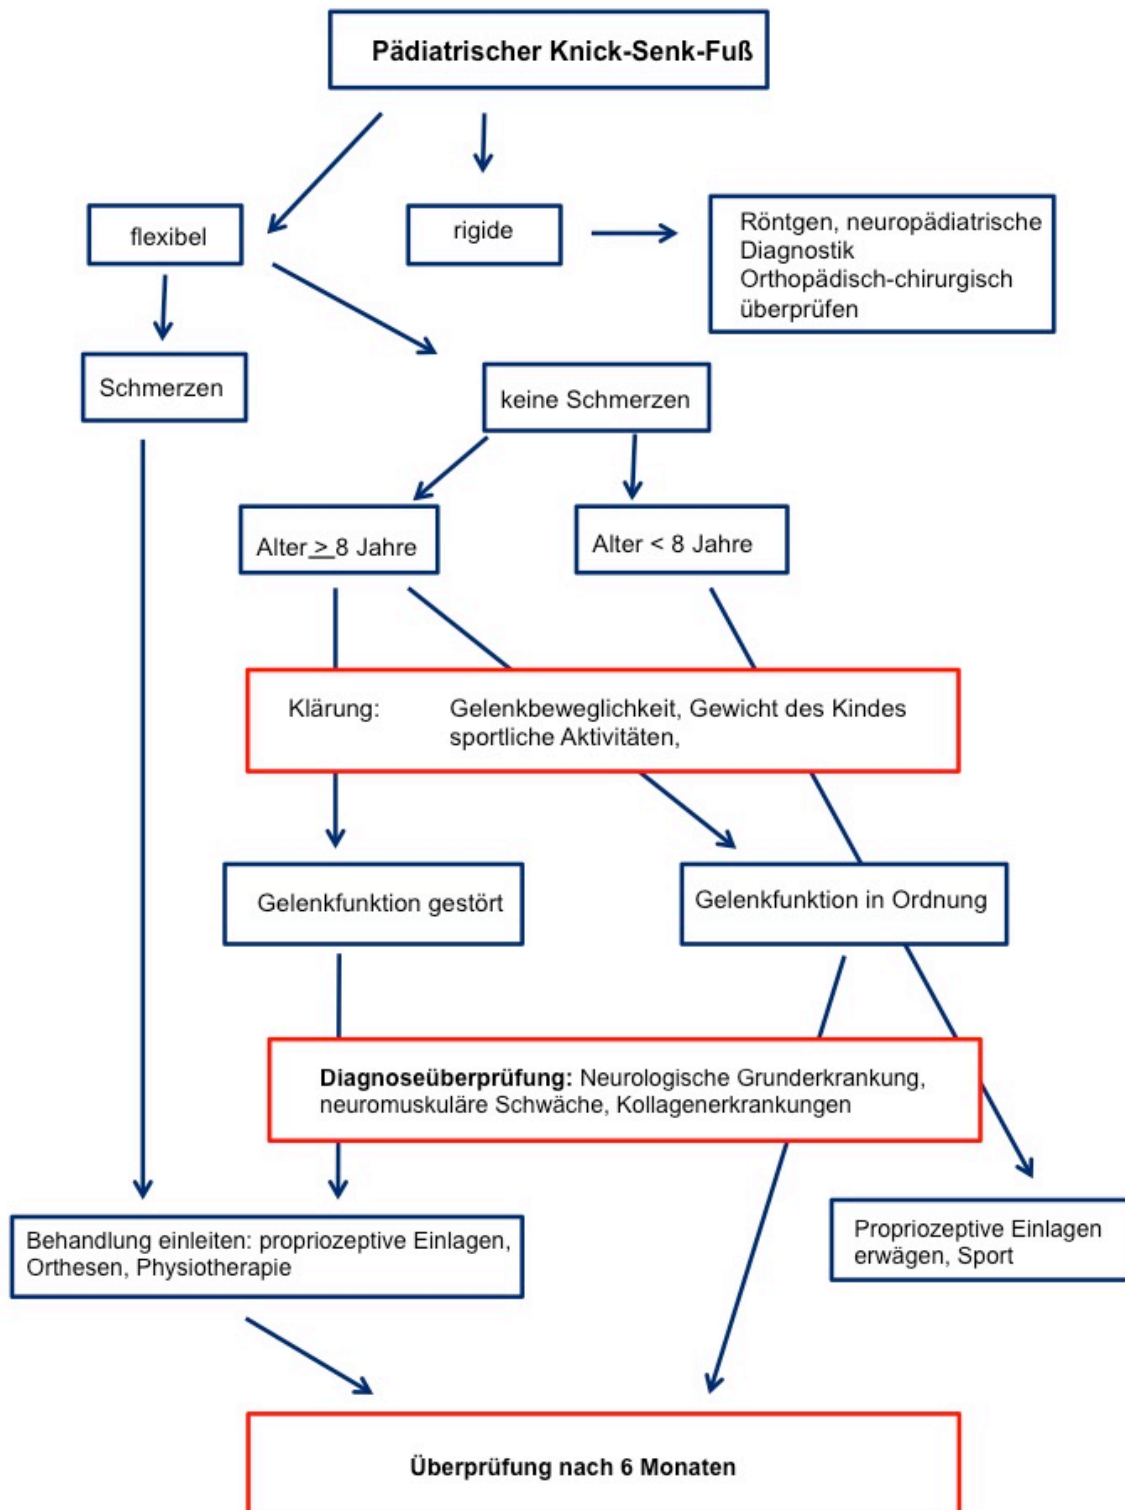 Pädiatrischer Knick-Senk-Fuß
flexibel
rigide
Röntgen, neuropädiatrische
Diagnostik
Orthopädisch-chirurgisch
überprüfen
Schmerzen
keine Schmerzen
Alter > 8 Jahre
Alter < 8 Jahre
Klärung: Gelenkbeweglichkeit, Gewicht des Kindes
sportliche Aktivitäten,
Gelenkfunktion gestört
Gelenkfunktion in Ordnung
Diagnoseüberprüfung: Neurologische Grunderkrankung,
neuromuskuläre Schwäche, Kollagenerkrankungen
Behandlung einleiten: propriozeptive Einlagen,
Orthesen, Physiotherapie
Propriozeptive Einlagen
erwägen, Sport
Überprüfung nach 6 Monaten